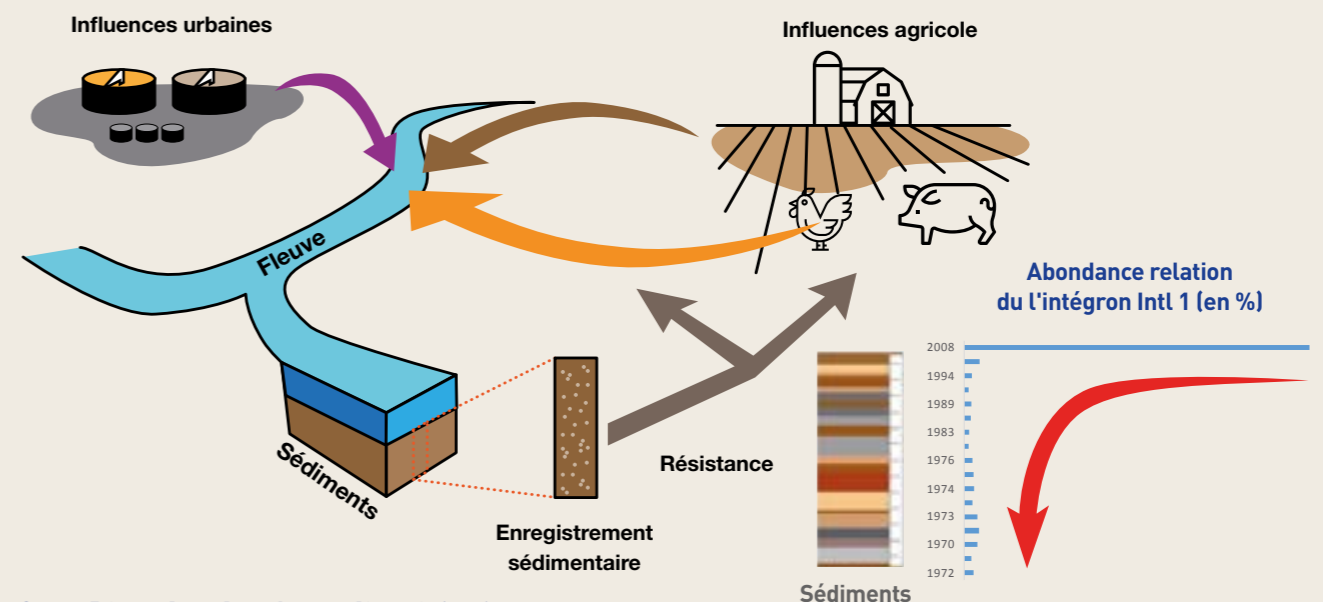 Influences urbaines
Influences agricole
Fleuve
Sédiments
Enregistrement
sédimentaire
Résistance
Abondance relation
du l'intégron Intl 1 (en %)
2008
1994
1989
1983
1976
1974
1973
1970
1972
Sédiments